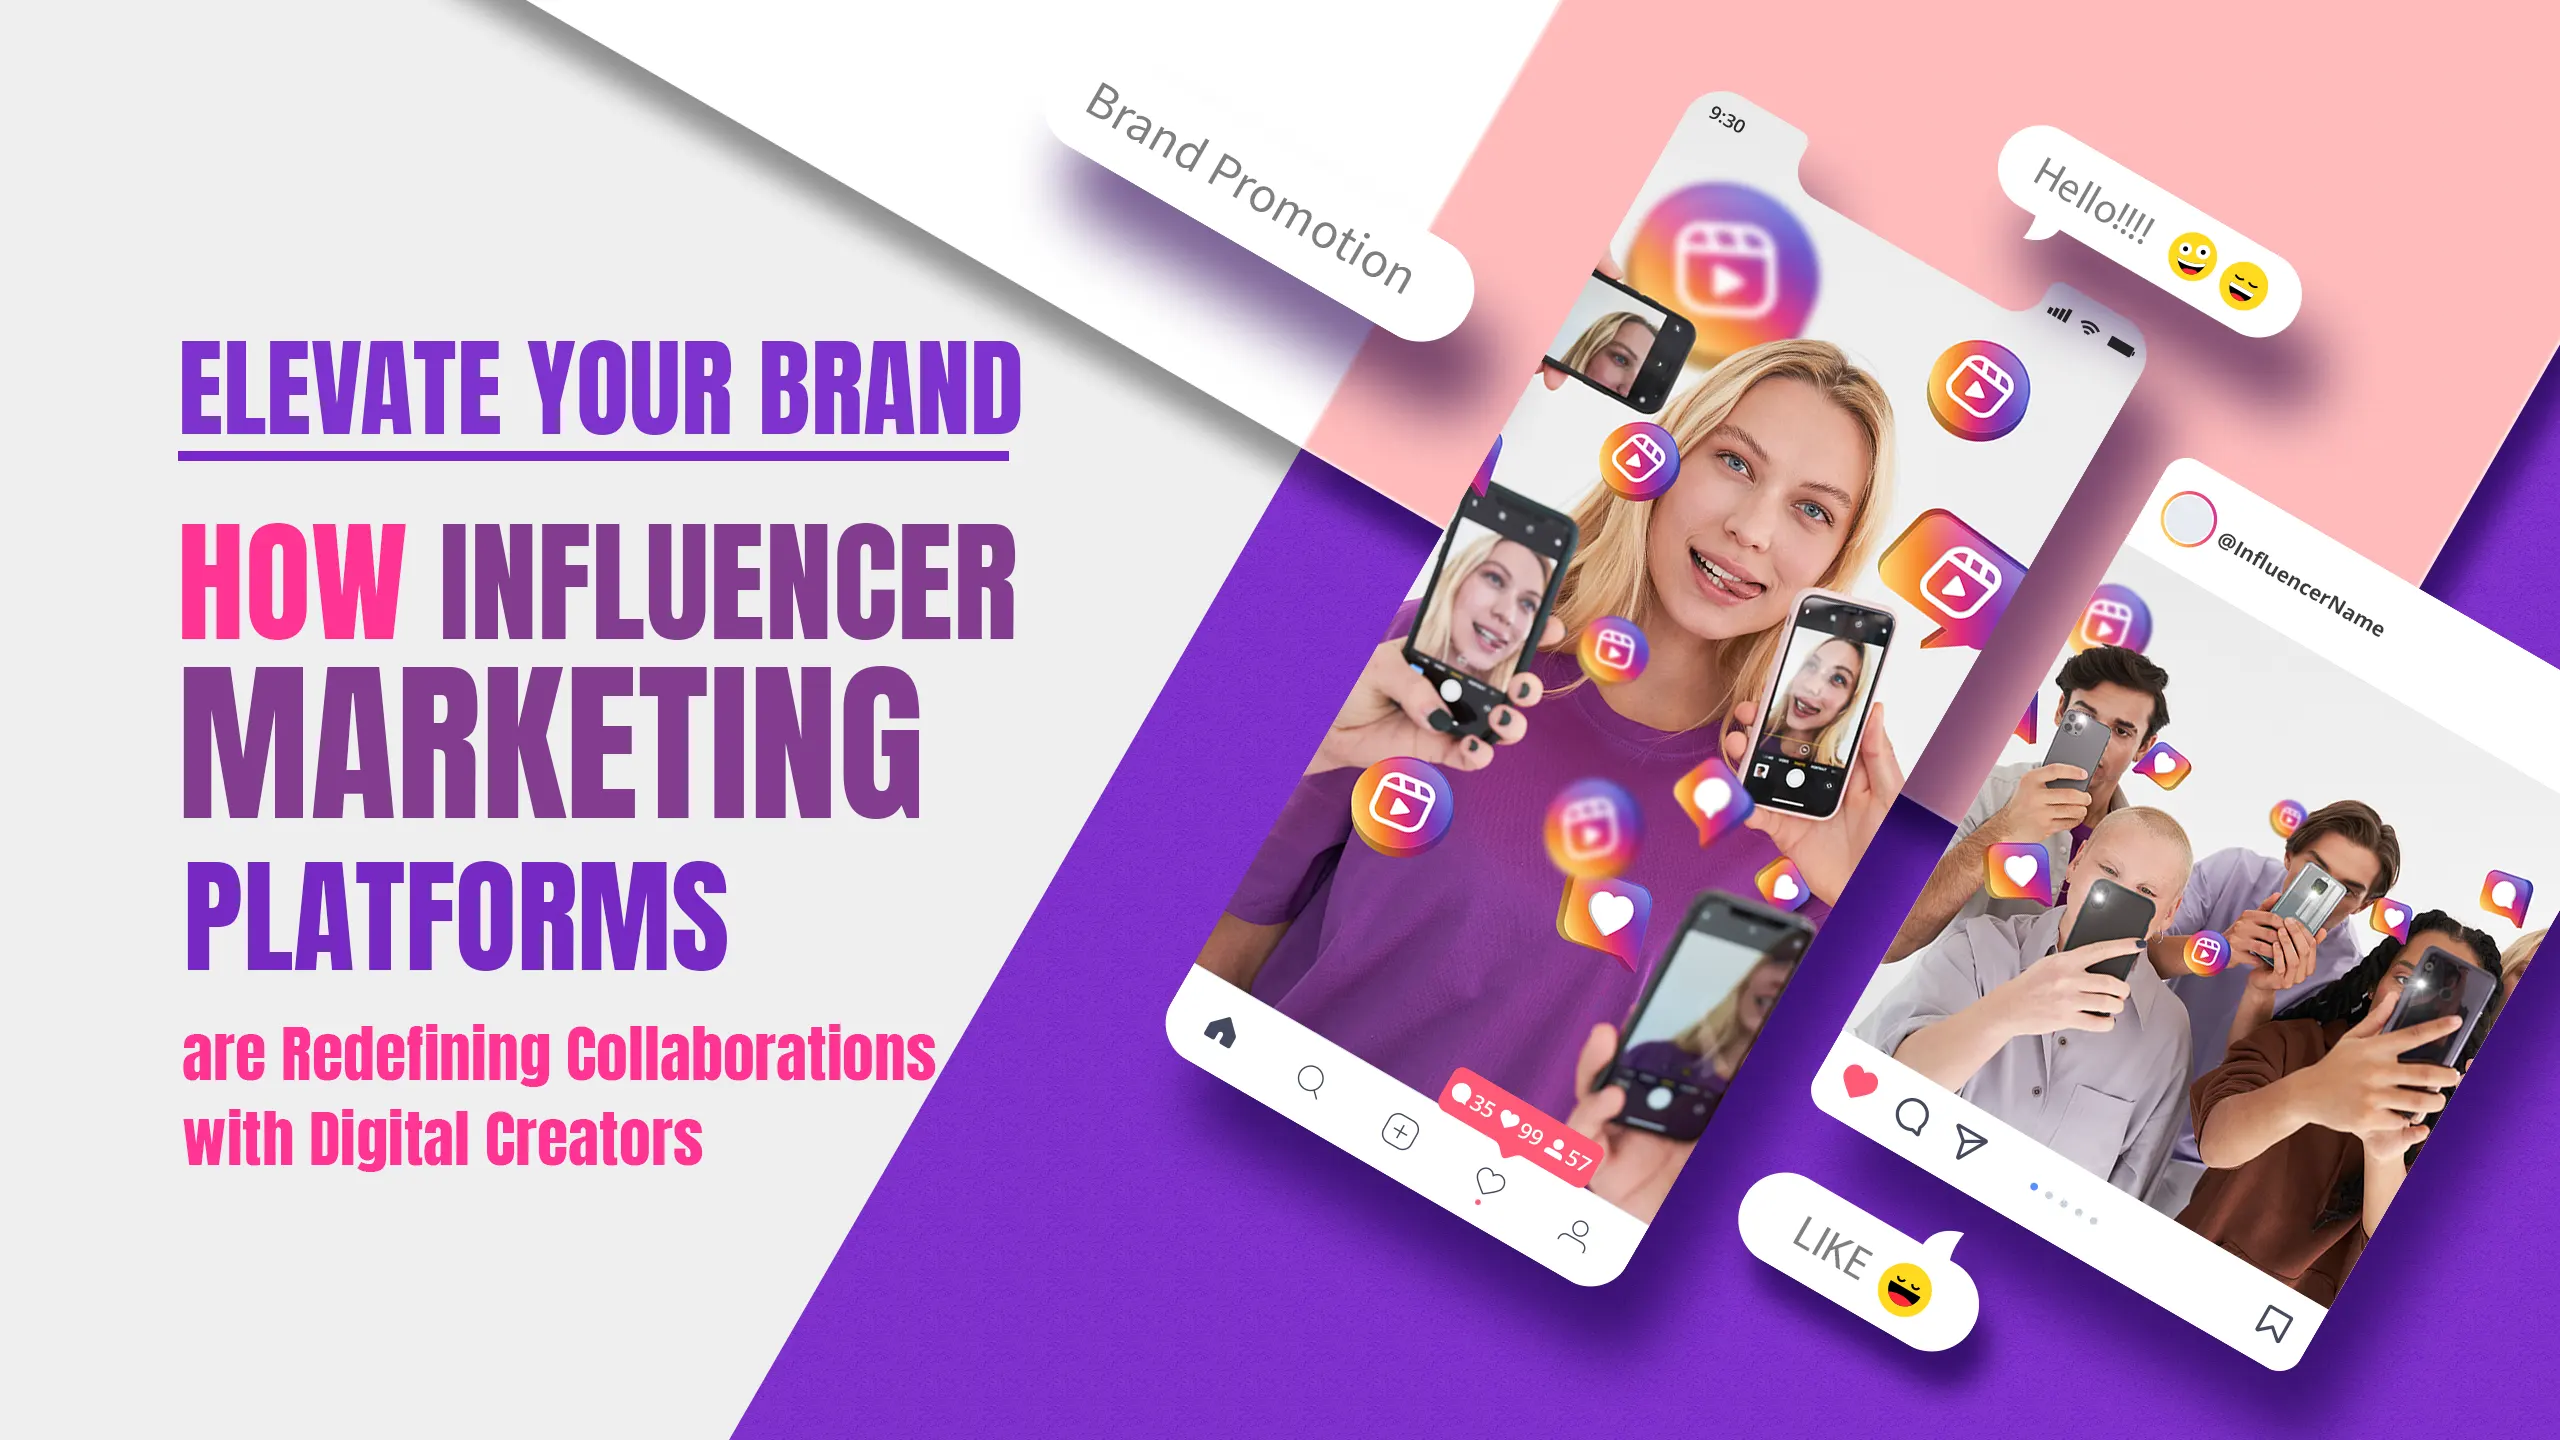 ELEVATE YOUR BRAND
HOW INFLUENCER
MARKETING
PLATFORMS
are Redefining Collaborations
with Digital Creators
Brand Promotion
9:30
Hello!!!!
@InfluencerName
35 99 57
LIKE